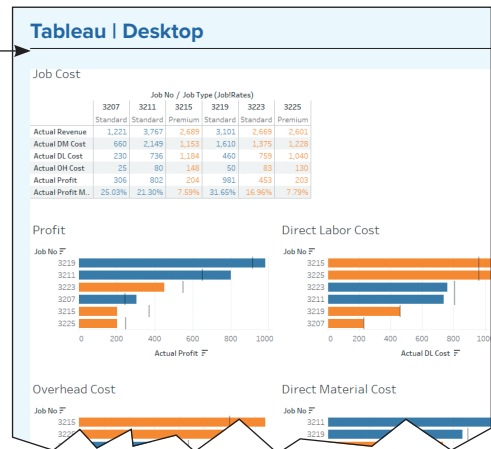 Tableau | Desktop
Job Cost
Job No / Job Type (Job!Rates)
3207 3211 3215 3219 3223 3225
Standard Standard Premium Standard Standard Premium
Actual Revenue 1,221 3,767 2,689 3,101 2,669 2,601
Actual DM Cost 660 2,149 1,153 1,610 1,375 1,228
Actual DL Cost 230 736 1,184 460 759 1,040
Actual OH Cost 25 80 148 50 83 130
Actual Profit 306 802 204 981 453 203
Actual Profit M.. 25.03% 21.30% 7.59% 31.65% 16.96% 7.79%
Profit
Job No
3219
3211
3223
3207
3215
3225
0 200 400 600 800 1000
Actual Profit
Direct Labor Cost
Job No
3215
3225
3223
3211
3219
3207
0 200 400 600 800 100
Actual DL Cost
Overhead Cost
Job No
3215
Direct Material Cost
Job No
3211
3219